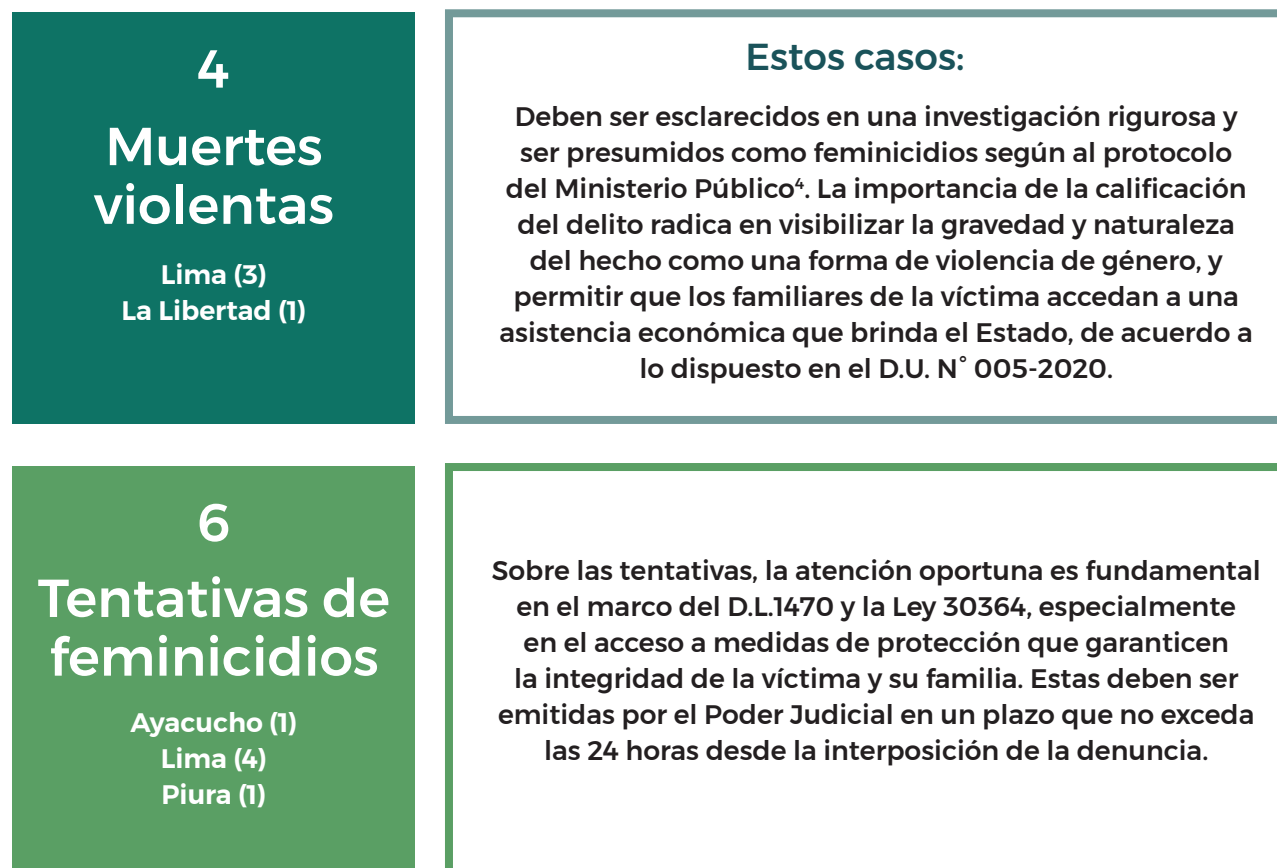 4
Muertes
violentas
Lima (3)
La Libertad (1)
Estos casos:
Deben ser esclarecidos en una investigación rigurosa y
ser presumidos como feminicidios según al protocolo
del Ministerio Público⁴. La importancia de la calificación
del delito radica en visibilizar la gravedad y naturaleza
del hecho como una forma de violencia de género, y
permitir que los familiares de la víctima accedan a una
asistencia económica que brinda el Estado, de acuerdo a
lo dispuesto en el D.U. N° 005-2020.
6
Tentativas de
feminicidios
Ayacucho (1)
Lima (4)
Piura (1)
Sobre las tentativas, la atención oportuna es fundamental
en el marco del D.L.1470 y la Ley 30364, especialmente
en el acceso a medidas de protección que garanticen
la integridad de la víctima y su familia. Estas deben ser
emitidas por el Poder Judicial en un plazo que no exceda
las 24 horas desde la interposición de la denuncia.